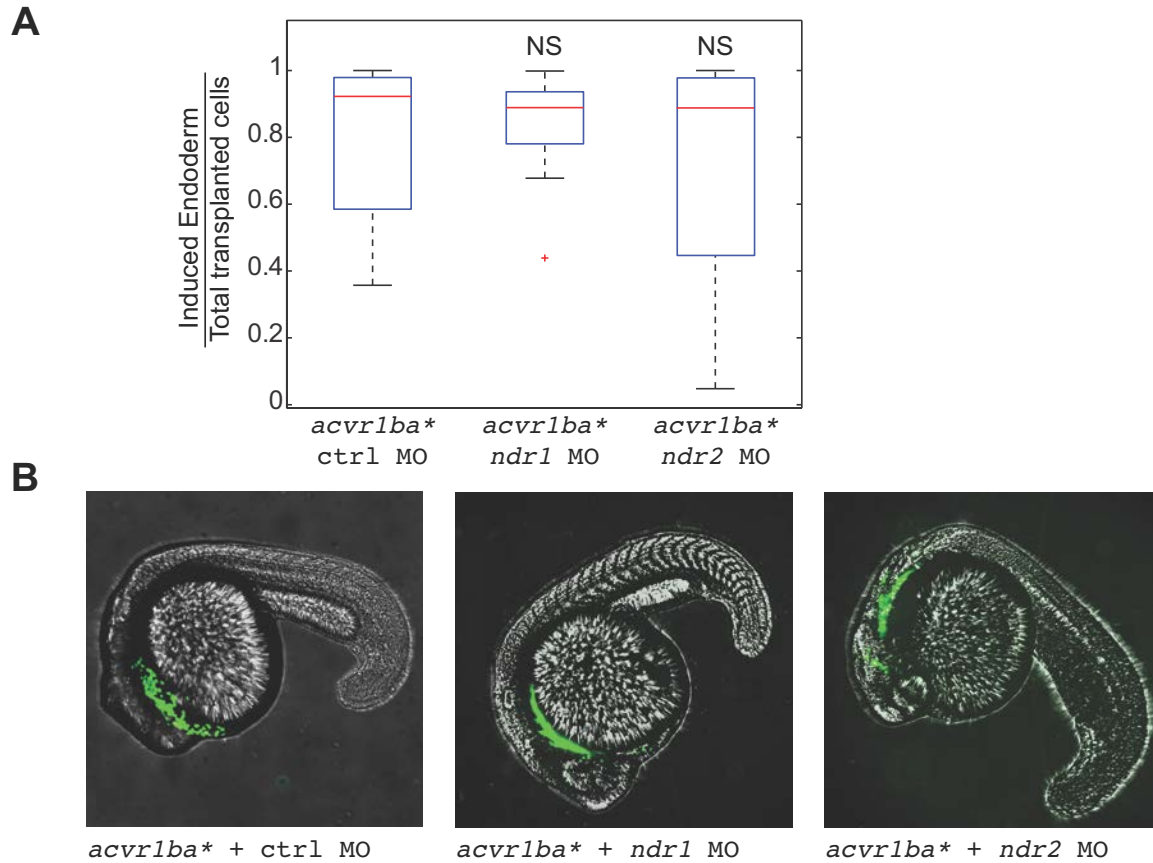 A
NS NS
Induced Endoderm
Total transplanted cells
1
0.8
0.6
0.4
0.2
0
acvr1ba* acvr1ba* acvr1ba*
ctrl MO ndr1 MO ndr2 MO
B
acvr1ba* + ctrl MO acvr1ba* + ndr1 MO acvr1ba* + ndr2 MO